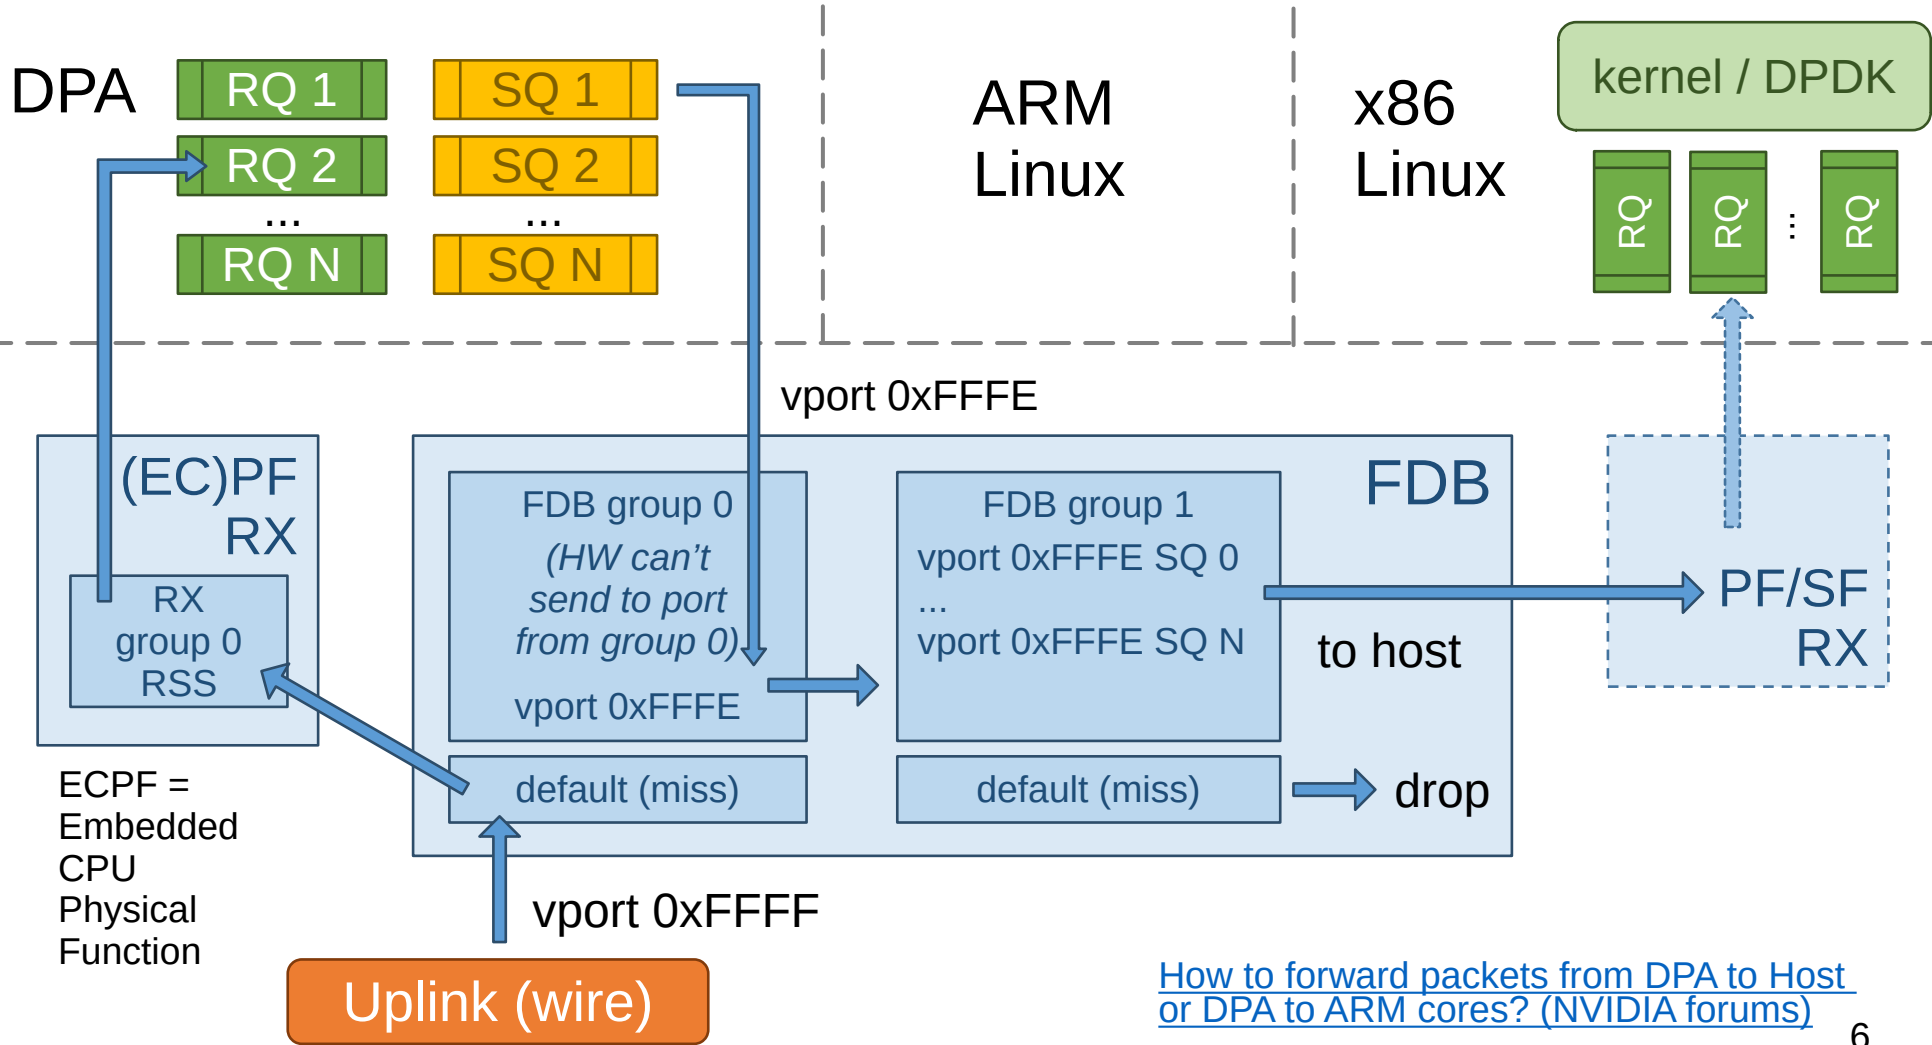 DPA
RQ 1
RQ 2
...
RQ N
SQ 1
SQ 2
...
SQ N
ARM
Linux
x86
Linux
kernel / DPDK
RQ
RQ
...
RQ
vport 0xFFFE
(EC)PF
RX
RX
group 0
RSS
FDB
FDB group 0
(HW can't
send to port
from group 0)
vport 0xFFFE
default (miss)
FDB group 1
vport 0xFFFE SQ 0
...
vport 0xFFFE SQ N
default (miss)
to host
drop
PF/SF
RX
ECPF =
Embedded
CPU
Physical
Function
vport 0xFFFF
Uplink (wire)
How to forward packets from DPA to Host
or DPA to ARM cores? (NVIDIA forums)
6